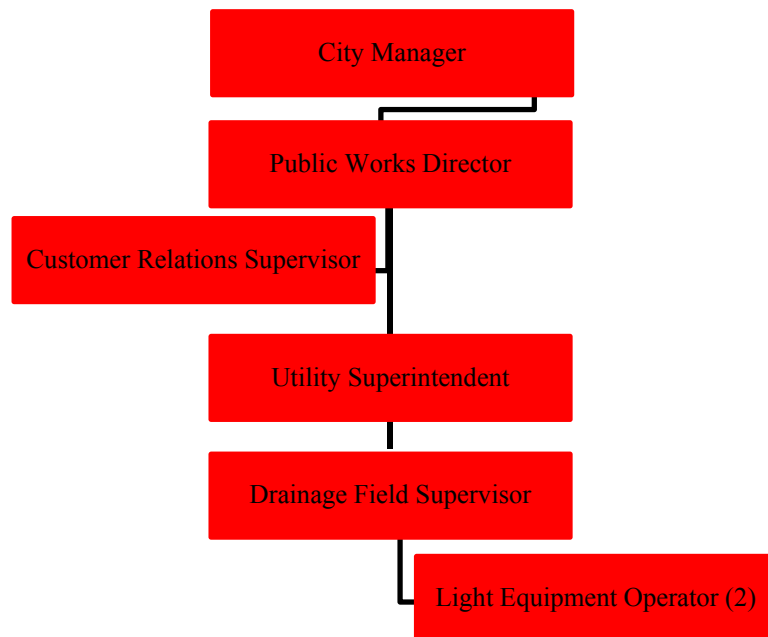 City Manager
Public Works Director
Customer Relations Supervisor
Utility Superintendent
Drainage Field Supervisor
Light Equipment Operator (2)